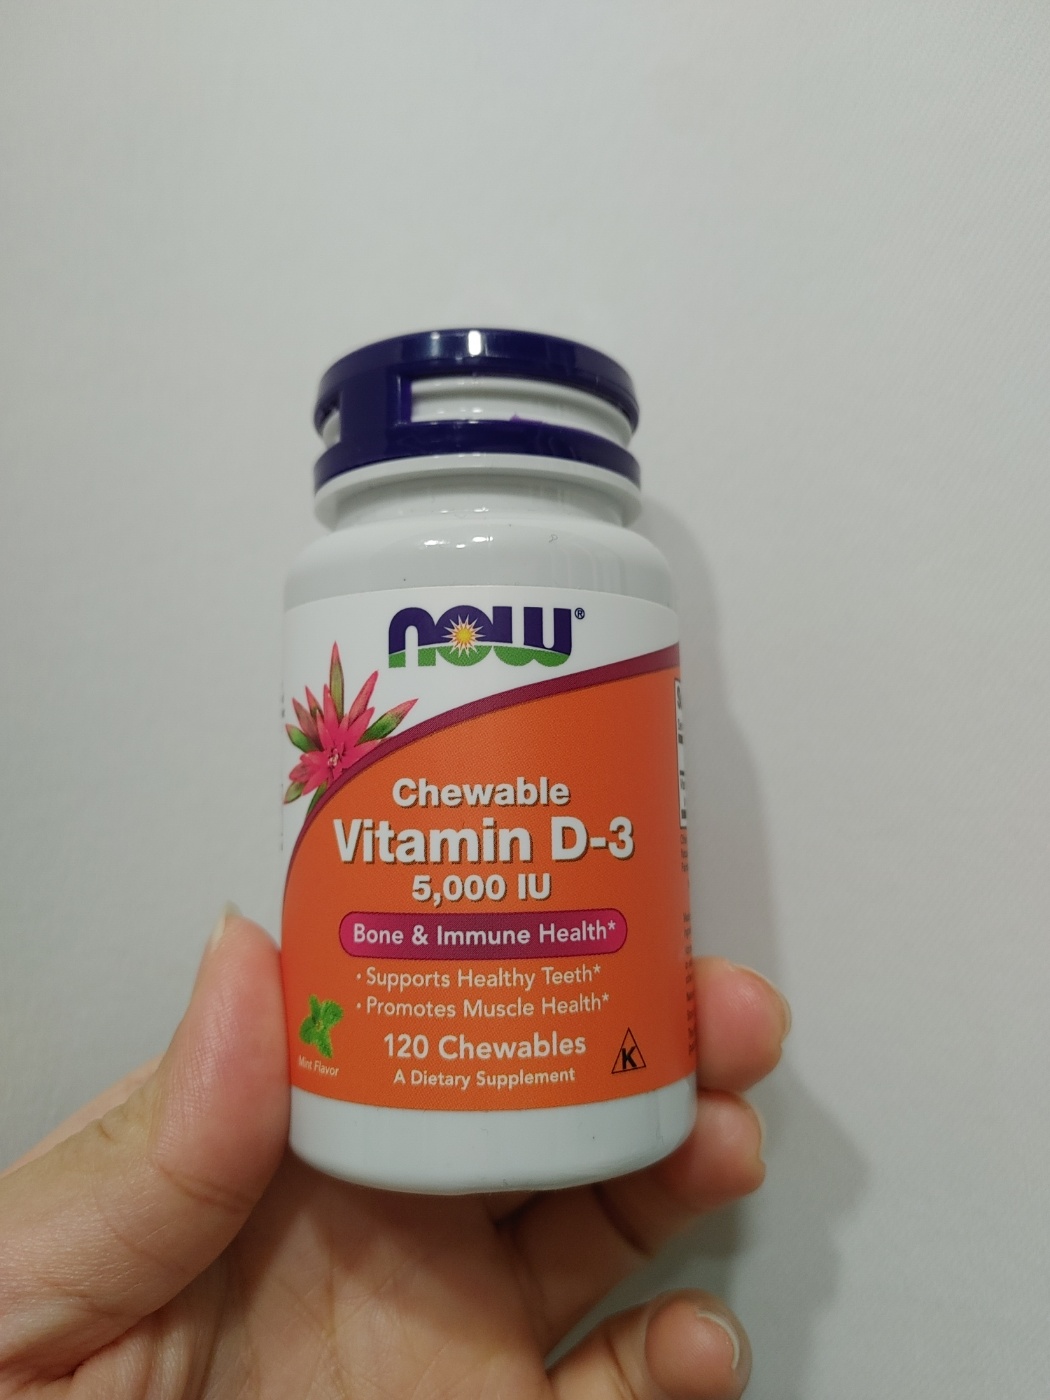 NOW®
Chewable
Vitamin D-3
5,000 IU
Bone & Immune Health*
• Supports Healthy Teeth*
• Promotes Muscle Health*
120 Chewables
A Dietary Supplement
Mint Flavor
K